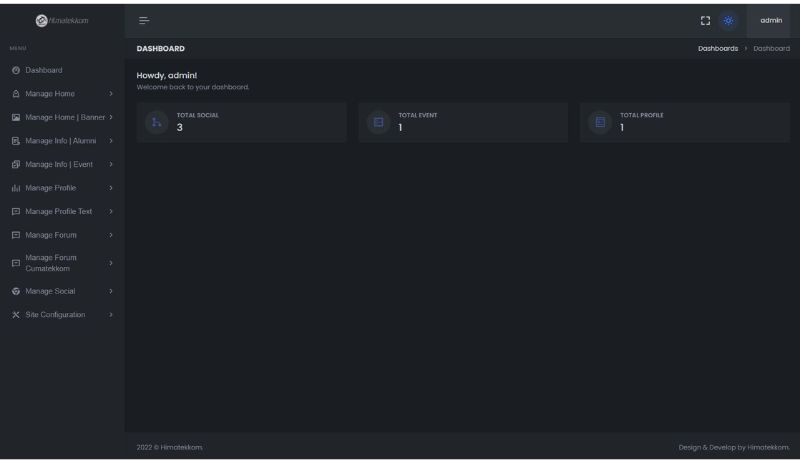 Himatekkom
admin
MENU
DASHBOARD
Dashboards > Dashboard
Dashboard
Manage Home
Manage Home | Banner
Manage Info | Alumni
Manage Info | Event
Manage Profile
Manage Profile Text
Manage Forum
Manage Forum
Cumatekkom
Manage Social
Site Configuration
Howdy, admin!
Welcome back to your dashboard.
TOTAL SOCIAL
3
TOTAL EVENT
1
TOTAL PROFILE
1
2022 © Himatekkom.
Design & Develop by Himatekkom.